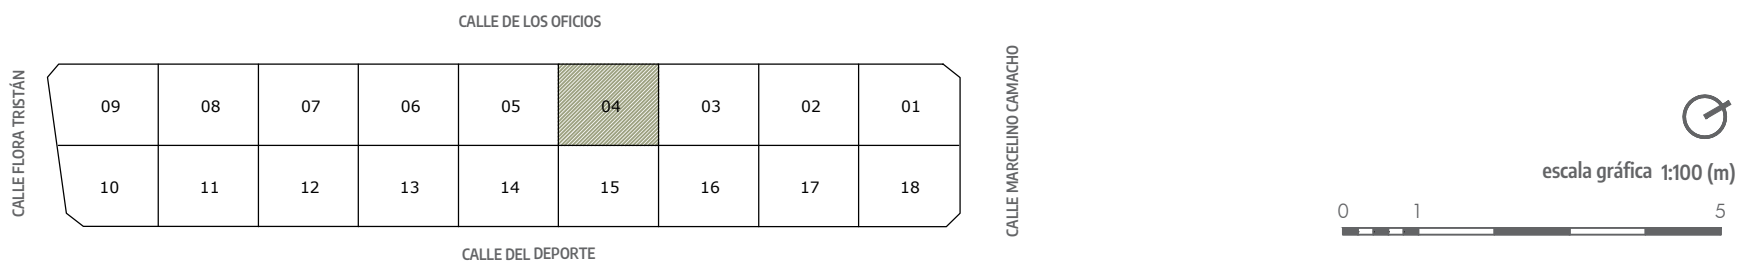 CALLE DE LOS OFICIOS
CALLE FLORA TRISTÁN
09 08 07 06 05 04 03 02 01
10 11 12 13 14 15 16 17 18
CALLE MARCELINO CAMACHO
CALLE DEL DEPORTE
escala gráfica 1:100 (m)
0 1 5